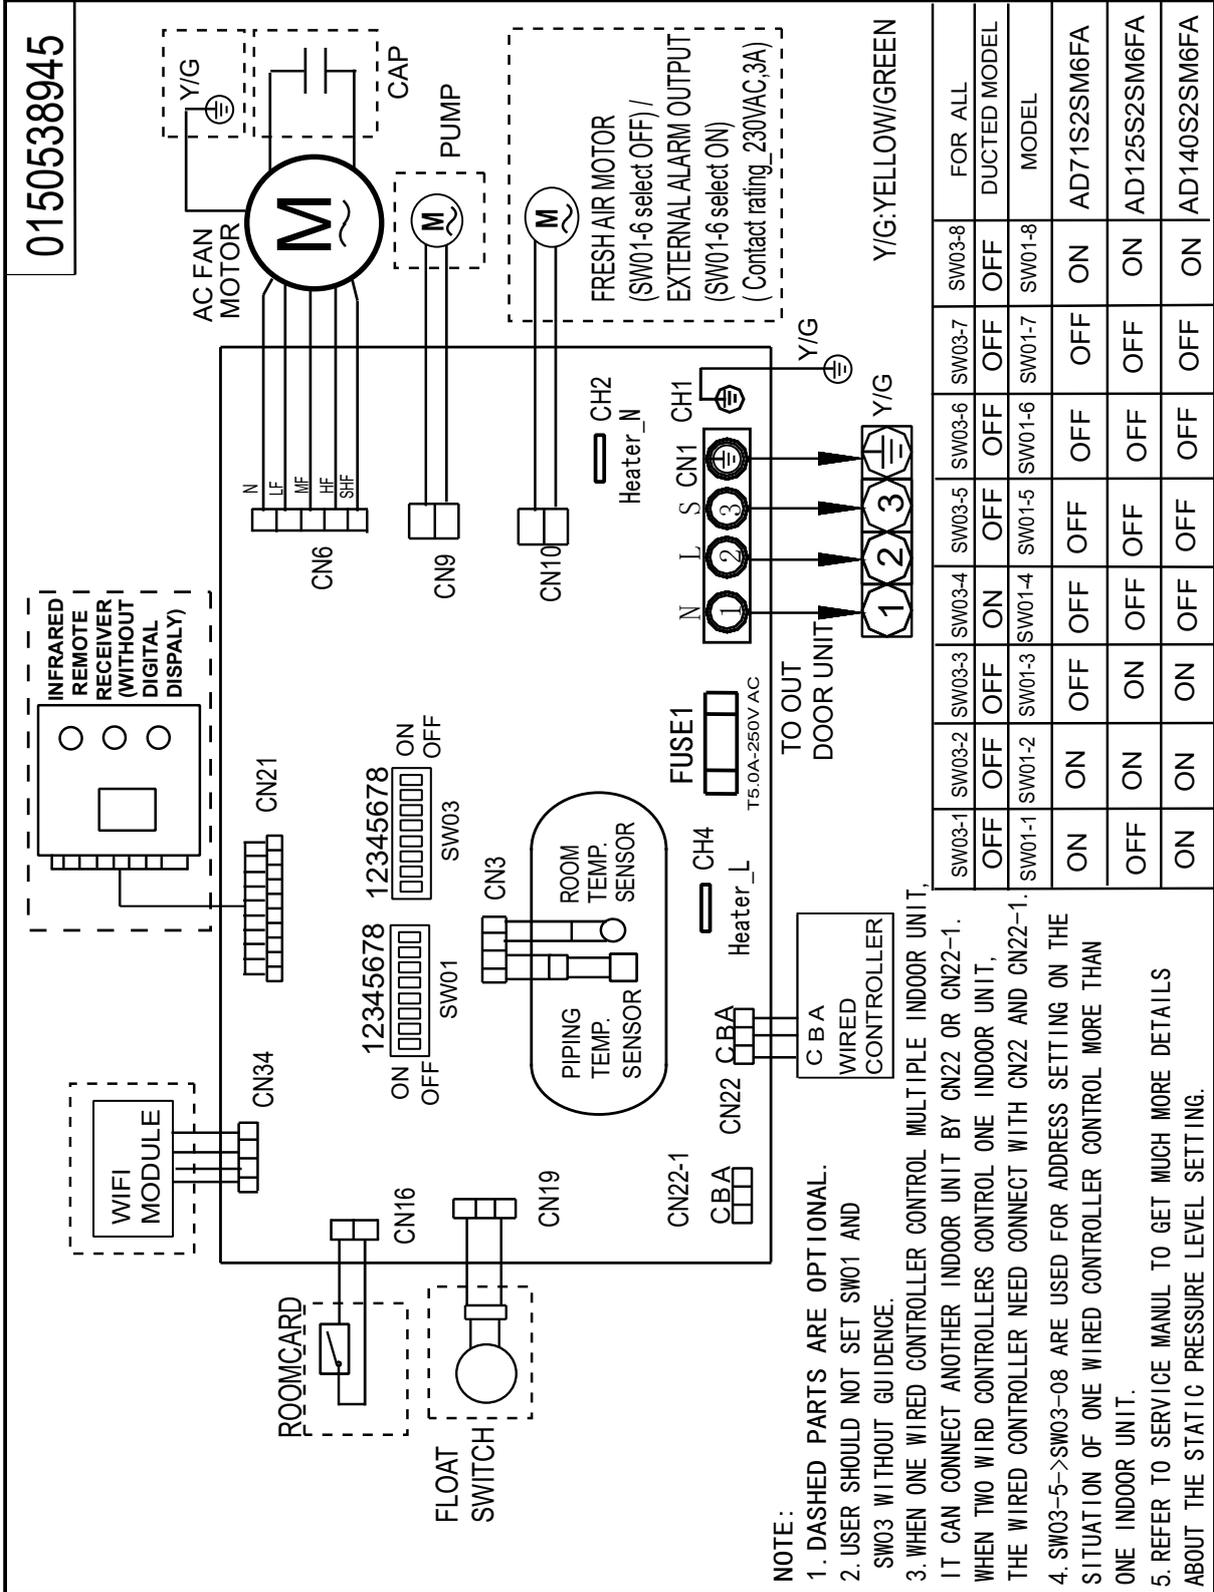 0150538945
WIFI
MODULE
CN34
INFRARED
REMOTE
RECEIVER
(WITHOUT
DIGITAL
DISPALY)
CN21
AC FAN
MOTOR
M
Y/G
CAP
N
LF
MF
HF
SHF
CN6
ROOMCARD
CN16
FLOAT
SWITCH
CN19
12345678
ON
OFF
SW01
12345678
ON
OFF
SW03
CN9
M
PUMP
CN10
M
FRESH AIR MOTOR
(SW01-6 select OFF) /
EXTERNAL ALARM OUTPUT
(SW01-6 select ON)
( Contact rating_230VAC,3A)
CN3
PIPING
TEMP.
SENSOR
ROOM
TEMP.
SENSOR
CH2
Heater_N
CN22-1
C B A
CN22
C B A
CH4
Heater_L
FUSE1
T5.0A-250V AC
N L S CN1
1 2 3
CH1
Y/G
C B A
WIRED
CONTROLLER
TO OUT
DOOR UNIT
1 2 3
Y/G
Y/G:YELLOW/GREEN
NOTE:
1. DASHED PARTS ARE OPTIONAL.
2. USER SHOULD NOT SET SW01 AND
SW03 WITHOUT GUIDENCE.
3. WHEN ONE WIRED CONTROLLER CONTROL MULTIPLE INDOOR UNIT,
IT CAN CONNECT ANOTHER INDOOR UNIT BY CN22 OR CN22-1.
WHEN TWO WIRD CONTROLLERS CONTROL ONE INDOOR UNIT,
THE WIRED CONTROLLER NEED CONNECT WITH CN22 AND CN22-1.
4. SW03-5->SW03-08 ARE USED FOR ADDRESS SETTING ON THE
SITUATION OF ONE WIRED CONTROLLER CONTROL MORE THAN
ONE INDOOR UNIT.
5. REFER TO SERVICE MANUL TO GET MUCH MORE DETAILS
ABOUT THE STATIC PRESSURE LEVEL SETTING.
SW03-1 SW03-2 SW03-3 SW03-4 SW03-5 SW03-6 SW03-7 SW03-8 FOR ALL
OFF OFF OFF ON OFF OFF OFF OFF DUCTED MODEL
SW01-1 SW01-2 SW01-3 SW01-4 SW01-5 SW01-6 SW01-7 SW01-8 MODEL
ON ON OFF OFF OFF OFF OFF ON AD71S2SM6FA
OFF ON ON OFF OFF OFF OFF ON AD125S2SM6FA
ON ON ON OFF OFF OFF OFF ON AD140S2SM6FA